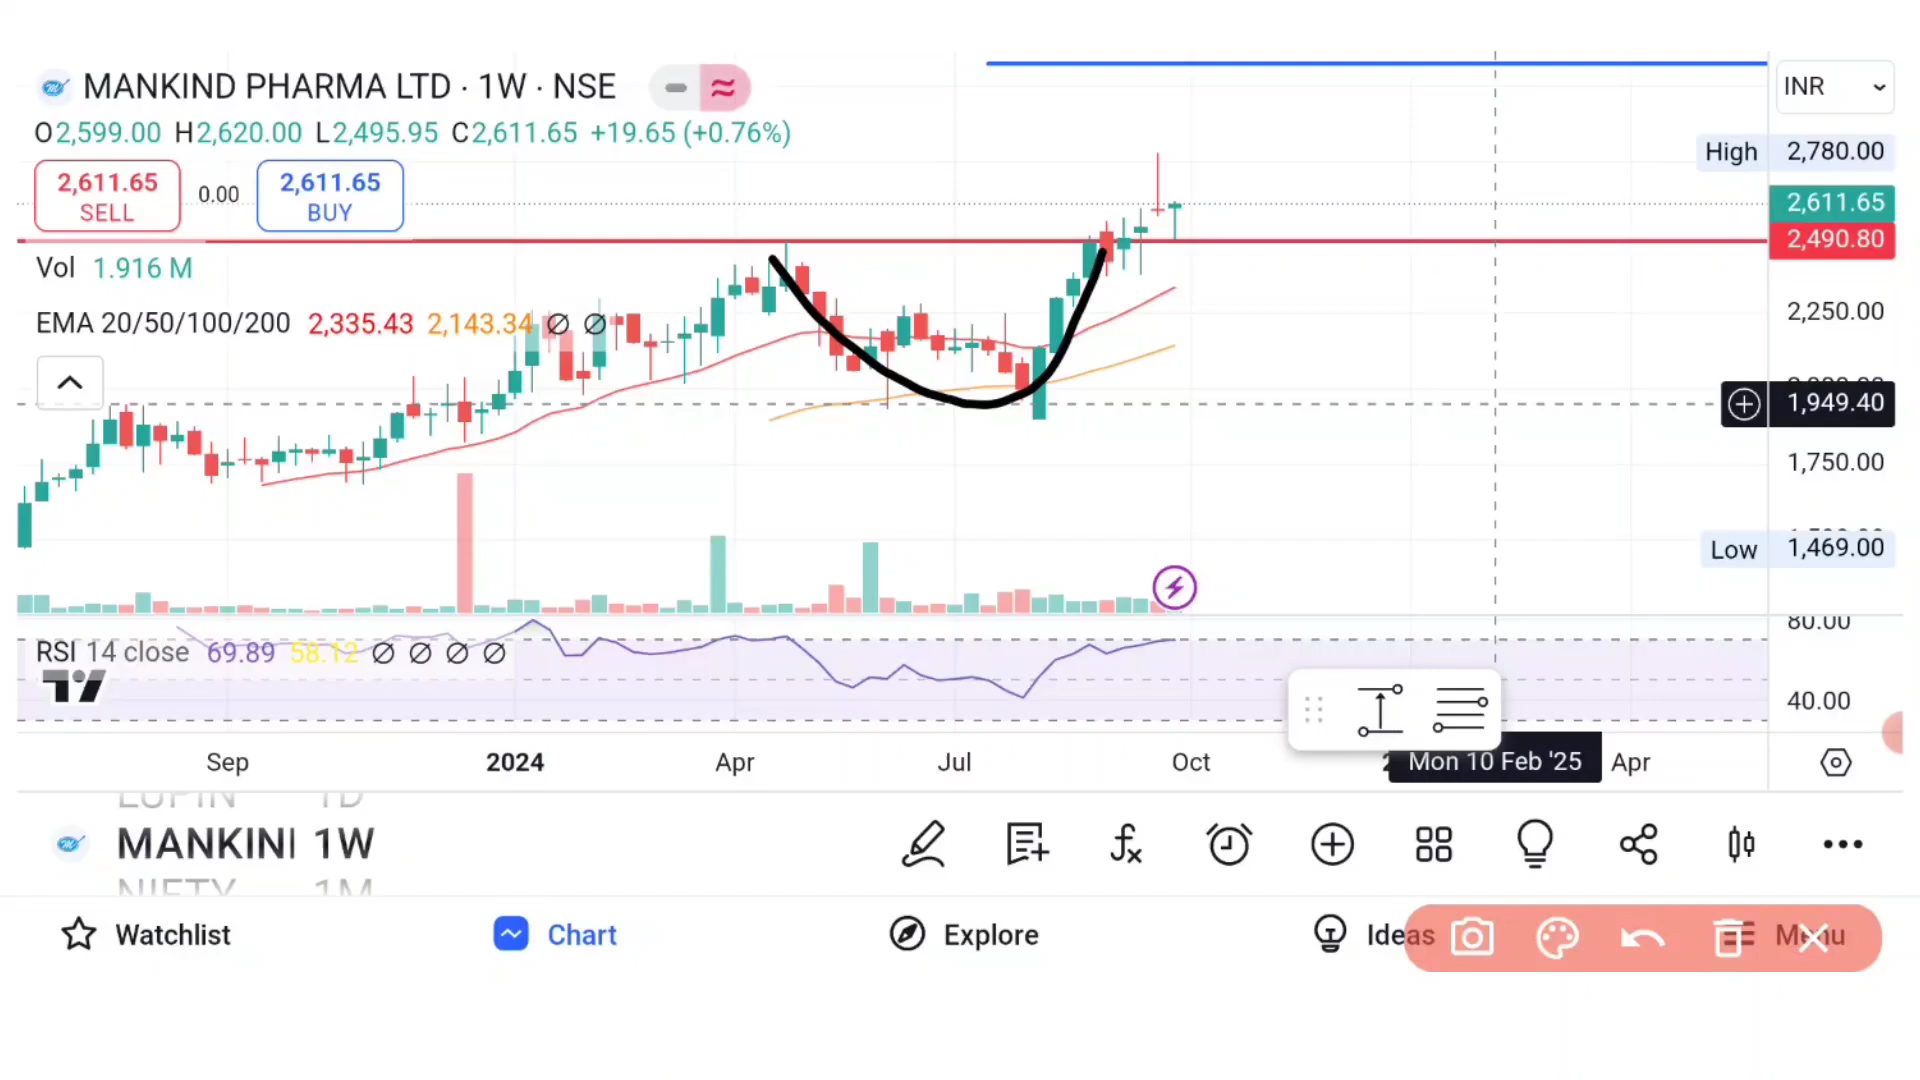 MANKIND PHARMA LTD · 1W · NSE
INR
O2,599.00 H2,620.00 L2,495.95 C2,611.65 +19.65 (+0.76%)
High 2,780.00
2,611.65 SELL
0.00
2,611.65 BUY
2,611.65
2,490.80
Vol 1.916 M
EMA 20/50/100/200 2,335.43 2,143.34 Ø Ø
2,250.00
1,949.40
1,750.00
Low 1,469.00
80.00
RSI 14 close 69.89 58.12 Ø Ø Ø Ø
40.00
Sep 2024 Apr Jul Oct Mon 10 Feb '25 Apr
LUPIN 1D
MANKINI 1W
NIFTY 1M
Watchlist Chart Explore Ideas Menu